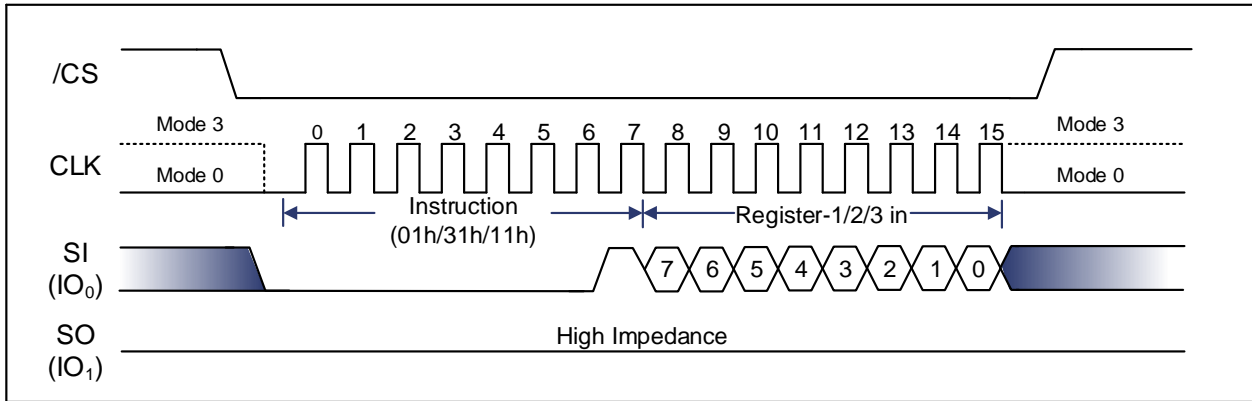 /CS
Mode 3
0 1 2 3 4 5 6 7 8 9 10 11 12 13 14 15
Mode 3
CLK
Mode 0
Mode 0
Instruction
(01h/31h/11h)
Register-1/2/3 in
SI
(IO₀)
7 6 5 4 3 2 1 0
SO
(IO₁)
High Impedance